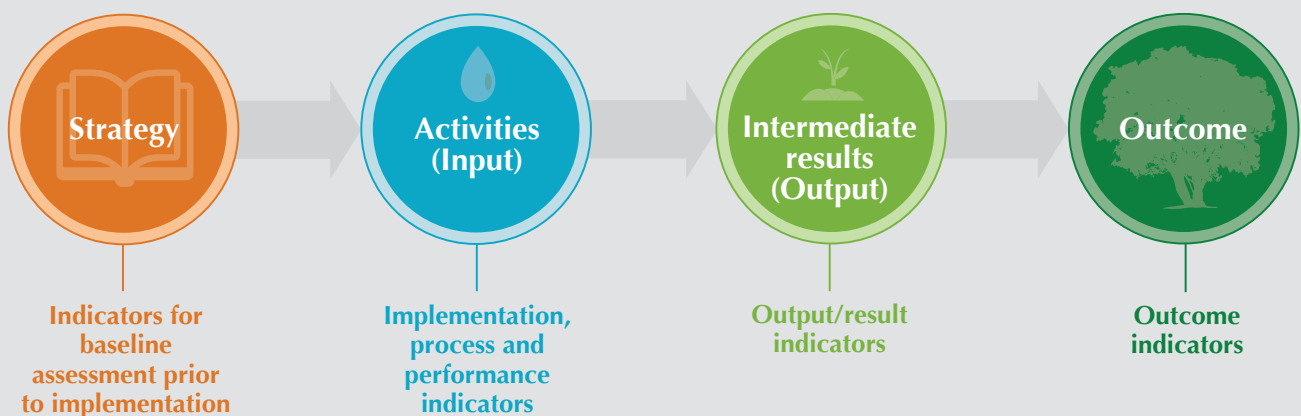 Strategy
Activities
(Input)
Intermediate
results
(Output)
Outcome
Indicators for
baseline
assessment prior
to implementation
Implementation,
process and
performance
indicators
Output/result
indicators
Outcome
indicators